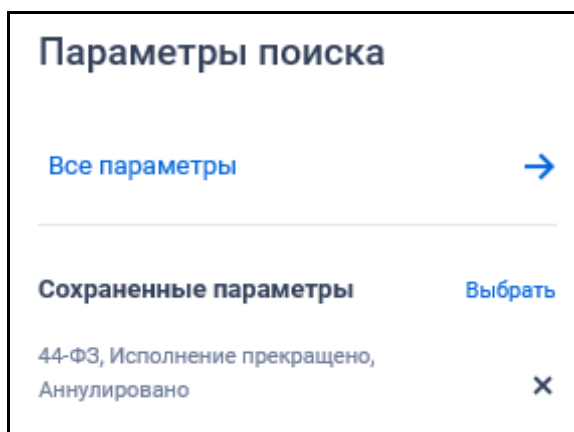 Параметры поиска
Все параметры
Сохраненные параметры Выбрать
44-ФЗ, Исполнение прекращено,
Аннулировано